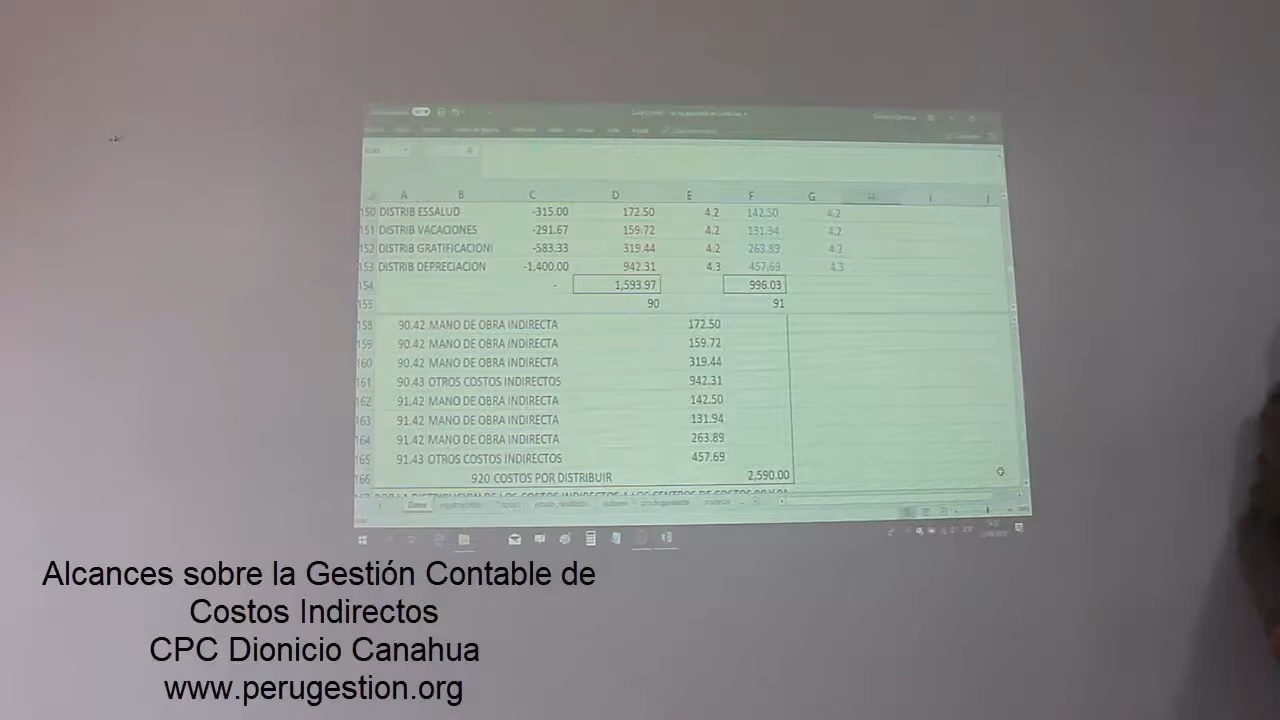 A B C D E F G H I
150 DISTRIB ESSALUD -315.00 172.50 4.2 142.50 4.2
151 DISTRIB VACACIONES -291.67 159.72 4.2 131.94 4.2
152 DISTRIB GRATIFICACIONI -583.33 319.44 4.2 263.89 4.2
153 DISTRIB DEPRECIACION -1,400.00 942.31 4.3 457.69 4.3
154 - 1,593.97 996.03
155 90 91
158 90.42 MANO DE OBRA INDIRECTA 172.50
159 90.42 MANO DE OBRA INDIRECTA 159.72
160 90.42 MANO DE OBRA INDIRECTA 319.44
161 90.43 OTROS COSTOS INDIRECTOS 942.31
162 91.42 MANO DE OBRA INDIRECTA 142.50
163 91.42 MANO DE OBRA INDIRECTA 131.94
164 91.42 MANO DE OBRA INDIRECTA 263.89
165 91.43 OTROS COSTOS INDIRECTOS 457.69
166 920 COSTOS POR DISTRIBUIR 2,590.00
Alcances sobre la Gestión Contable de
Costos Indirectos
CPC Dionicio Canahua
www.perugestion.org